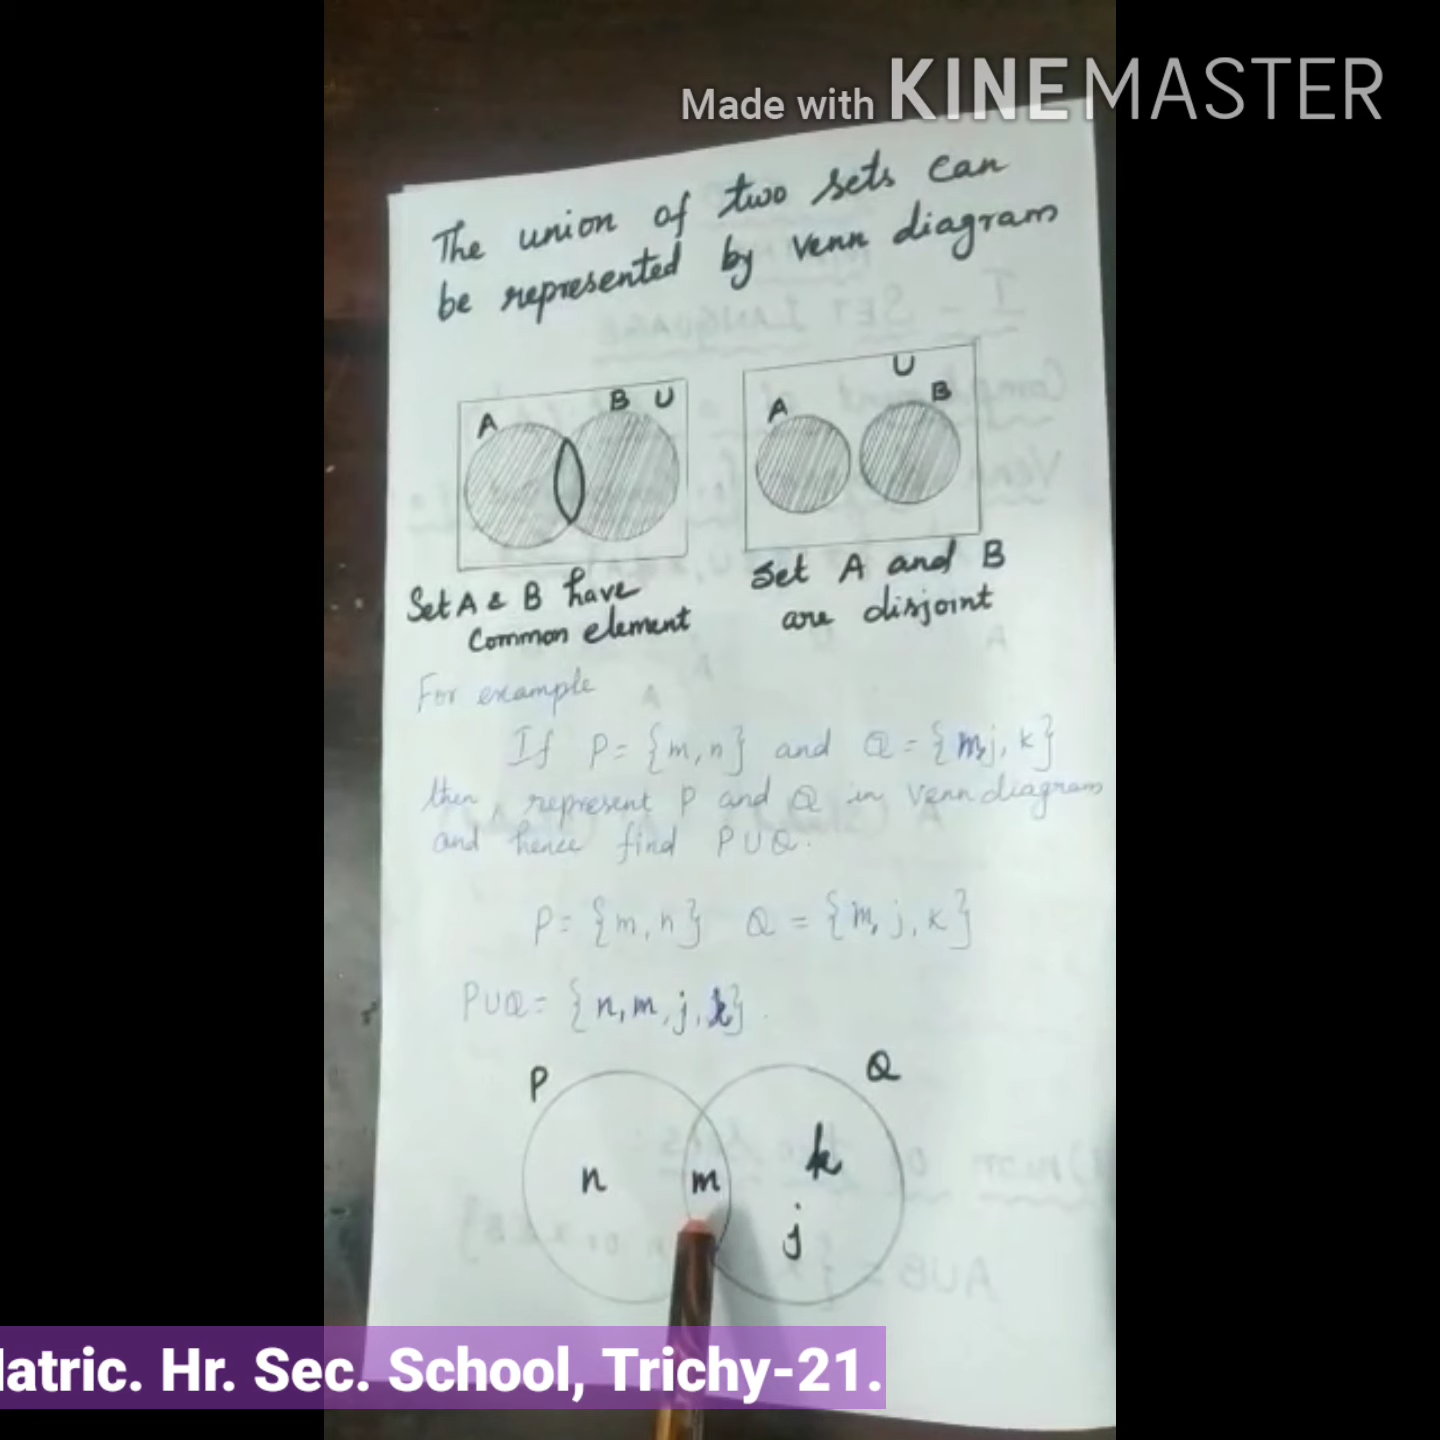 Made with KINEMASTER
The union of two sets can
be represented by Venn diagram
A B U
U
A B
Set A & B have
Common element
Set A and B
are disjoint
For example
If P = {m, n} and Q = {m, j, k}
then, represent P and Q in Venn diagram
and hence find P∪Q.
P = {m, n} Q = {m, j, k}
P∪Q = {n, m, j, k}.
P Q
n m k
j
Hr. Sec. School, Trichy-21.